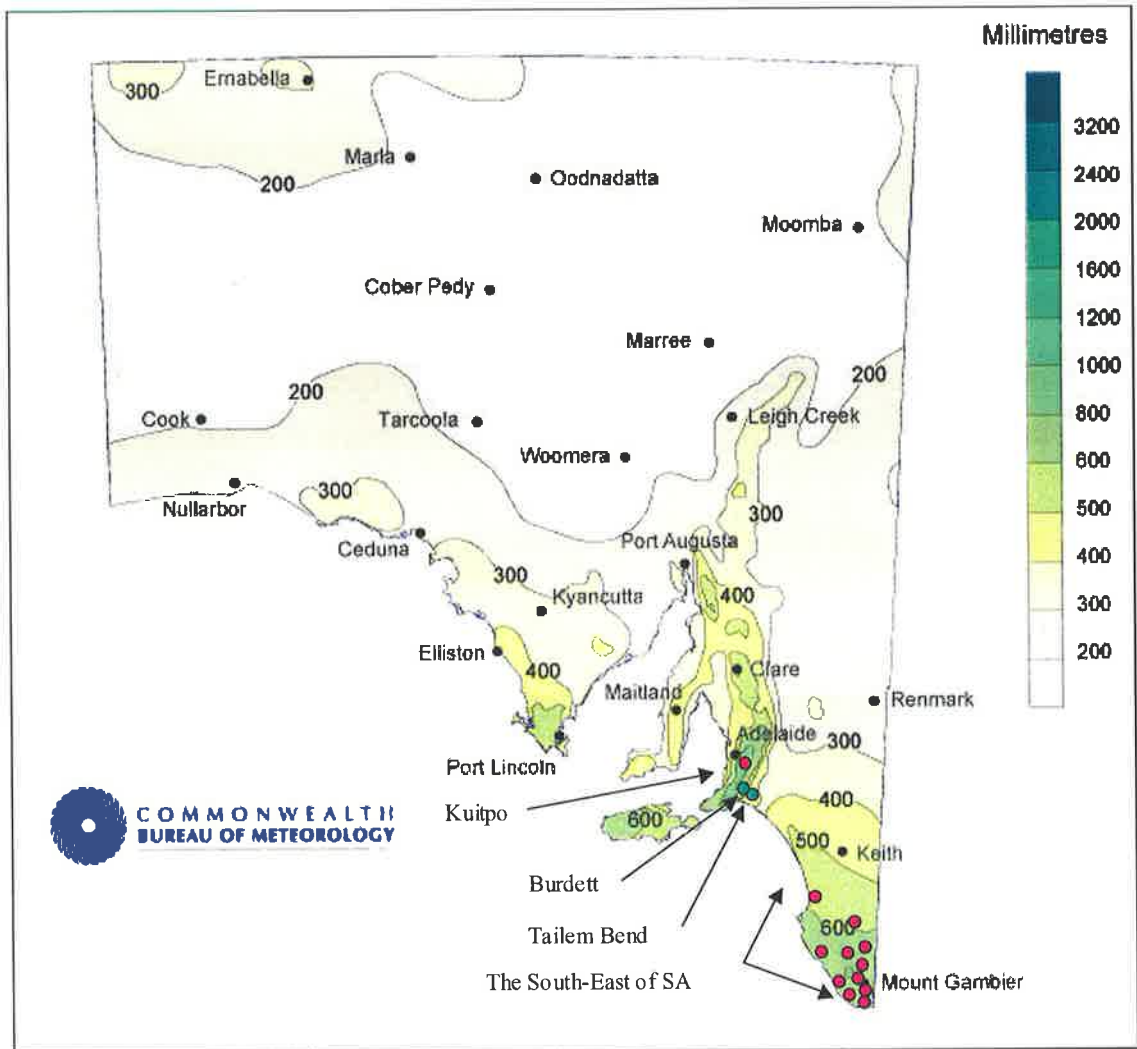 Millimetres
3200
2400
2000
1600
1200
1000
800
600
500
400
300
200
300
Ernabella
Marla
200
Oodnadatta
Moomba
Cober Pedy
Marree
200
200
Cook
Tarcoola
Leigh Creek
Woomera
300
Nullarbor
300
Ceduna
Port Augusta
300
Kyancutta
400
Elliston
400
Clare
Maitland
Renmark
Adelaide
300
Port Lincoln
Kuitpo
400
COMMONWEALTH
BUREAU OF METEOROLOGY
600
500
Keith
Burdett
600
Tailem Bend
The South-East of SA
Mount Gambier